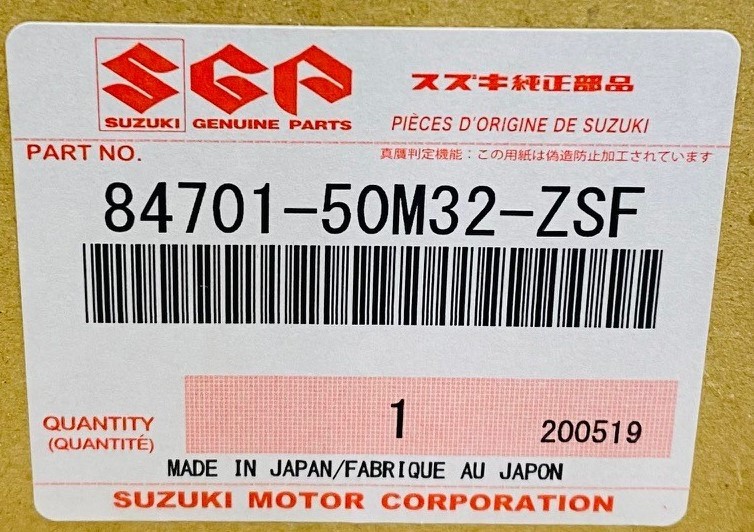 SGP
スズキ純正部品
SUZUKI GENUINE PARTS
PIÈCES D'ORIGINE DE SUZUKI
PART NO.
真贋判定機能：この用紙は偽造防止加工されています
84701-50M32-ZSF
QUANTITY
(QUANTITÉ)
1
200519
MADE IN JAPAN/FABRIQUE AU JAPON
SUZUKI MOTOR CORPORATION